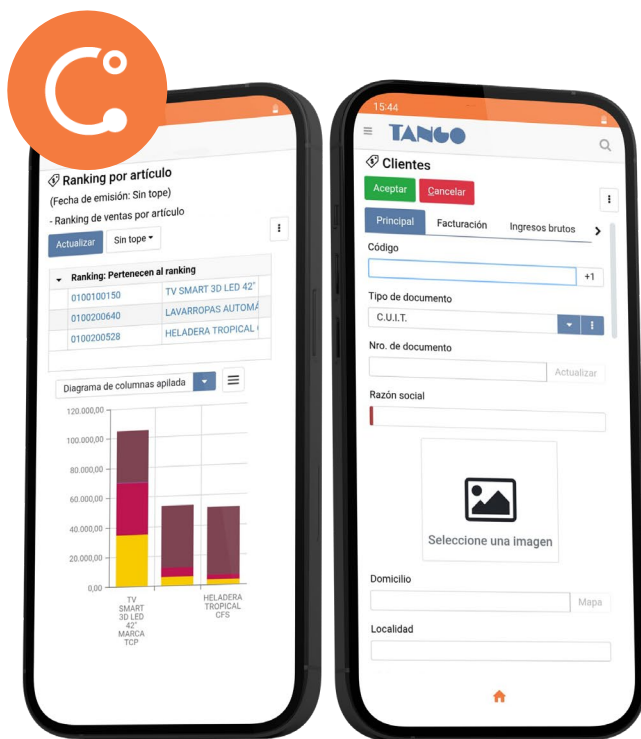 Ranking por artículo
(Fecha de emisión: Sin tope)
- Ranking de ventas por artículo
Actualizar
Sin tope
Ranking: Pertenecen al ranking
0100100150
TV SMART 3D LED 42"
0100200640
LAVARROPAS AUTOMÁ
0100200528
HELADERA TROPICAL
Diagrama de columnas apilada
120.000,00
100.000,00
80.000,00
60.000,00
40.000,00
20.000,00
0,00
TV
SMART
3D LED
42"
MARCA
TCP
HELADERA
TROPICAL
CFS
15:44
TANGO
Clientes
Aceptar
Cancelar
Principal
Facturación
Ingresos brutos
Código
+1
Tipo de documento
C.U.I.T.
Nro. de documento
Actualizar
Razón social
Seleccione una imagen
Domicilio
Mapa
Localidad